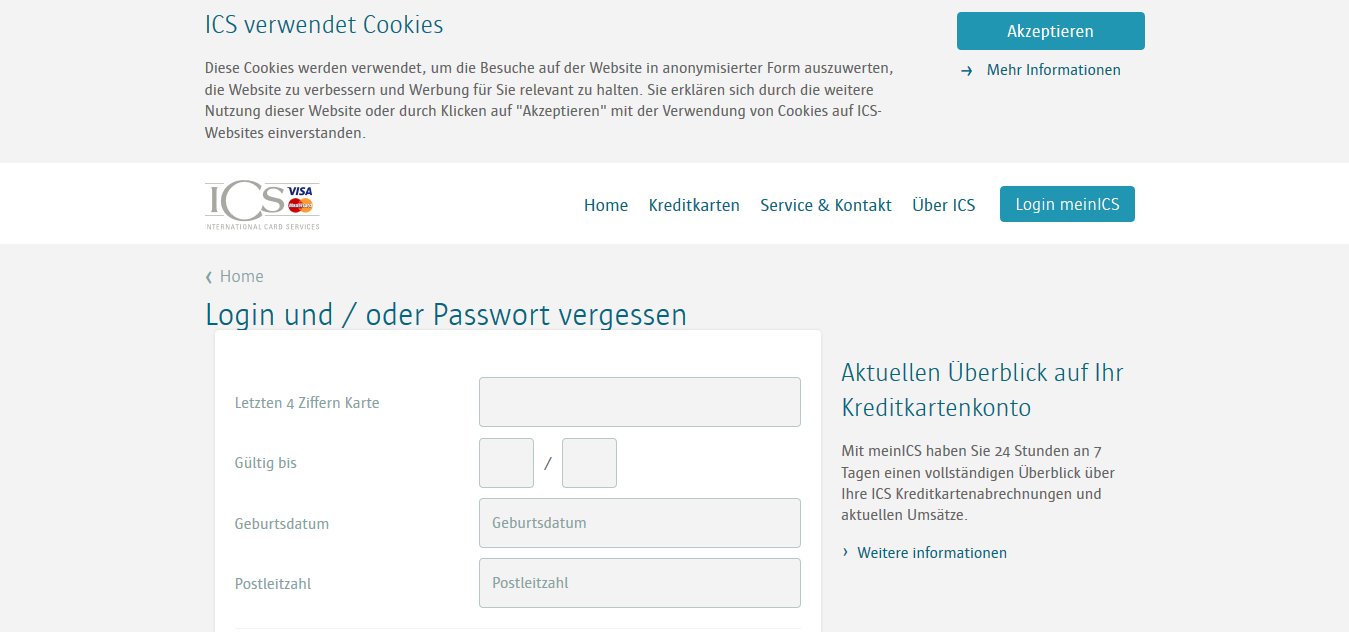 ICS verwendet Cookies
Akzeptieren
Diese Cookies werden verwendet, um die Besuche auf der Website in anonymisierter Form auszuwerten,
die Website zu verbessern und Werbung für Sie relevant zu halten. Sie erklären sich durch die weitere
Nutzung dieser Website oder durch Klicken auf "Akzeptieren" mit der Verwendung von Cookies auf ICS-
Websites einverstanden.
→ Mehr Informationen
ICS VISA
MasterCard
INTERNATIONAL CARD SERVICES
Home Kreditkarten Service & Kontakt Über ICS Login meinICS
‹ Home
Login und / oder Passwort vergessen
Letzten 4 Ziffern Karte
Gültig bis /
Geburtsdatum Geburtsdatum
Postleitzahl Postleitzahl
Aktuellen Überblick auf Ihr
Kreditkartenkonto
Mit meinICS haben Sie 24 Stunden an 7
Tagen einen vollständigen Überblick über
Ihre ICS Kreditkartenabrechnungen und
aktuellen Umsätze.
› Weitere informationen